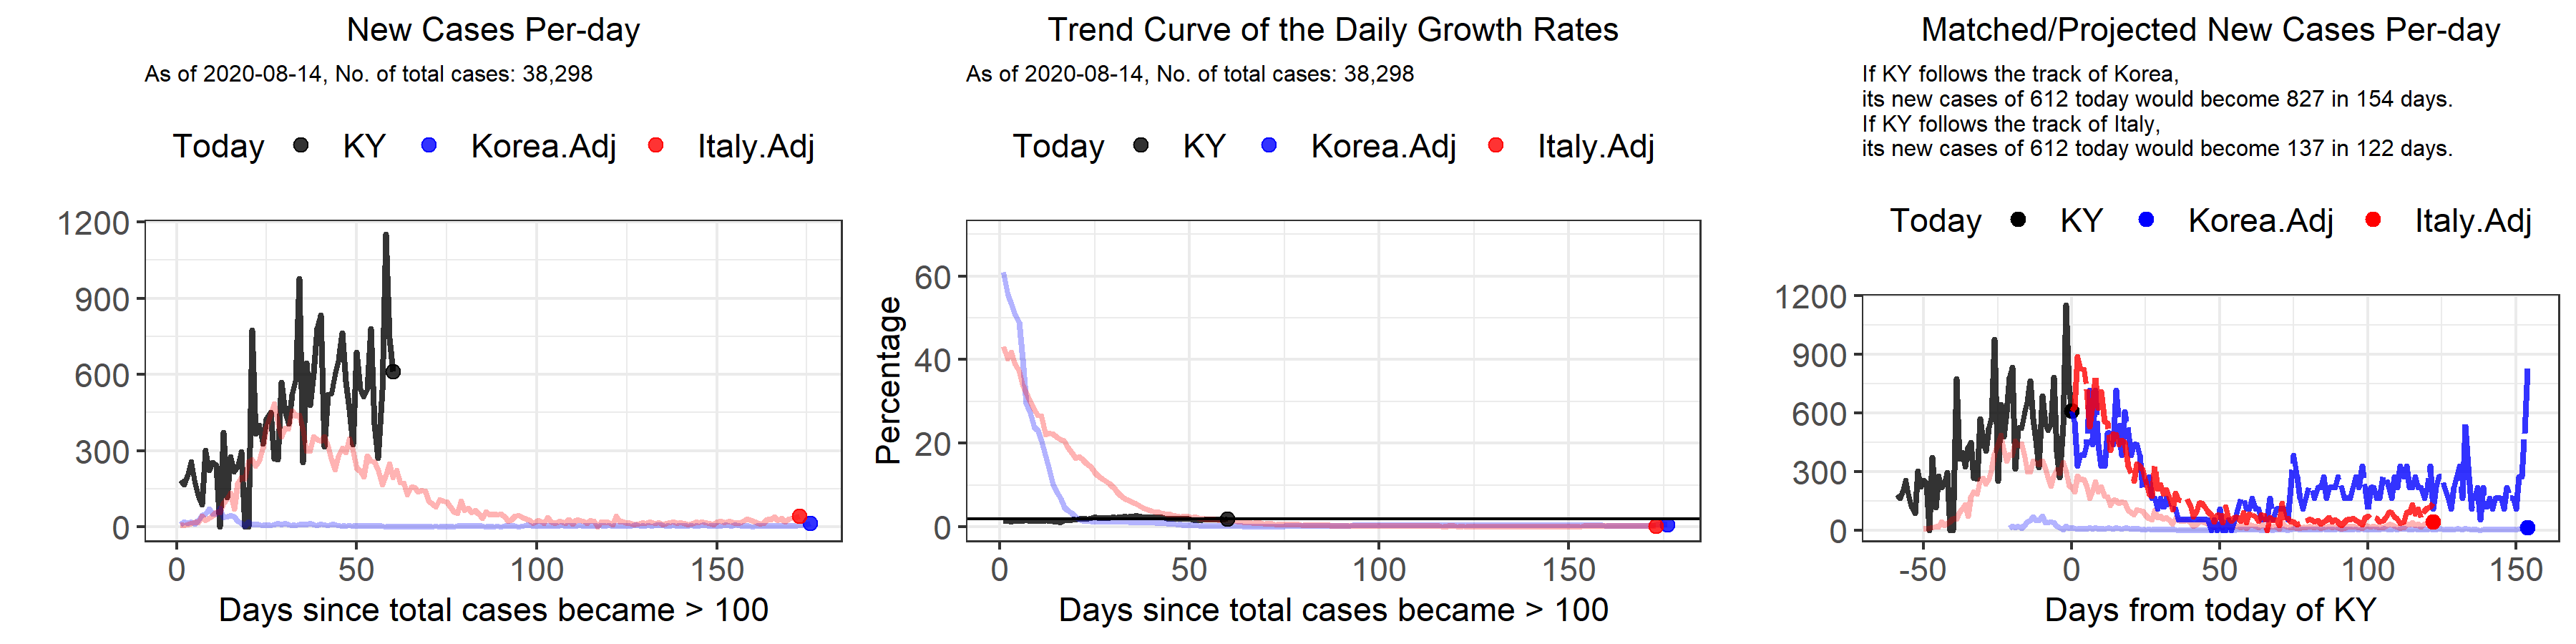 New Cases Per-day
As of 2020-08-14, No. of total cases: 38,298
Today KY Korea.Adj Italy.Adj
1200
900
600
300
0
0 50 100 150
Days since total cases became > 100
Trend Curve of the Daily Growth Rates
As of 2020-08-14, No. of total cases: 38,298
Today KY Korea.Adj Italy.Adj
Percentage
60
40
20
0
0 50 100 150
Days since total cases became > 100
Matched/Projected New Cases Per-day
If KY follows the track of Korea,
its new cases of 612 today would become 827 in 154 days.
If KY follows the track of Italy,
its new cases of 612 today would become 137 in 122 days.
Today KY Korea.Adj Italy.Adj
1200
900
600
300
0
-50 0 50 100 150
Days from today of KY